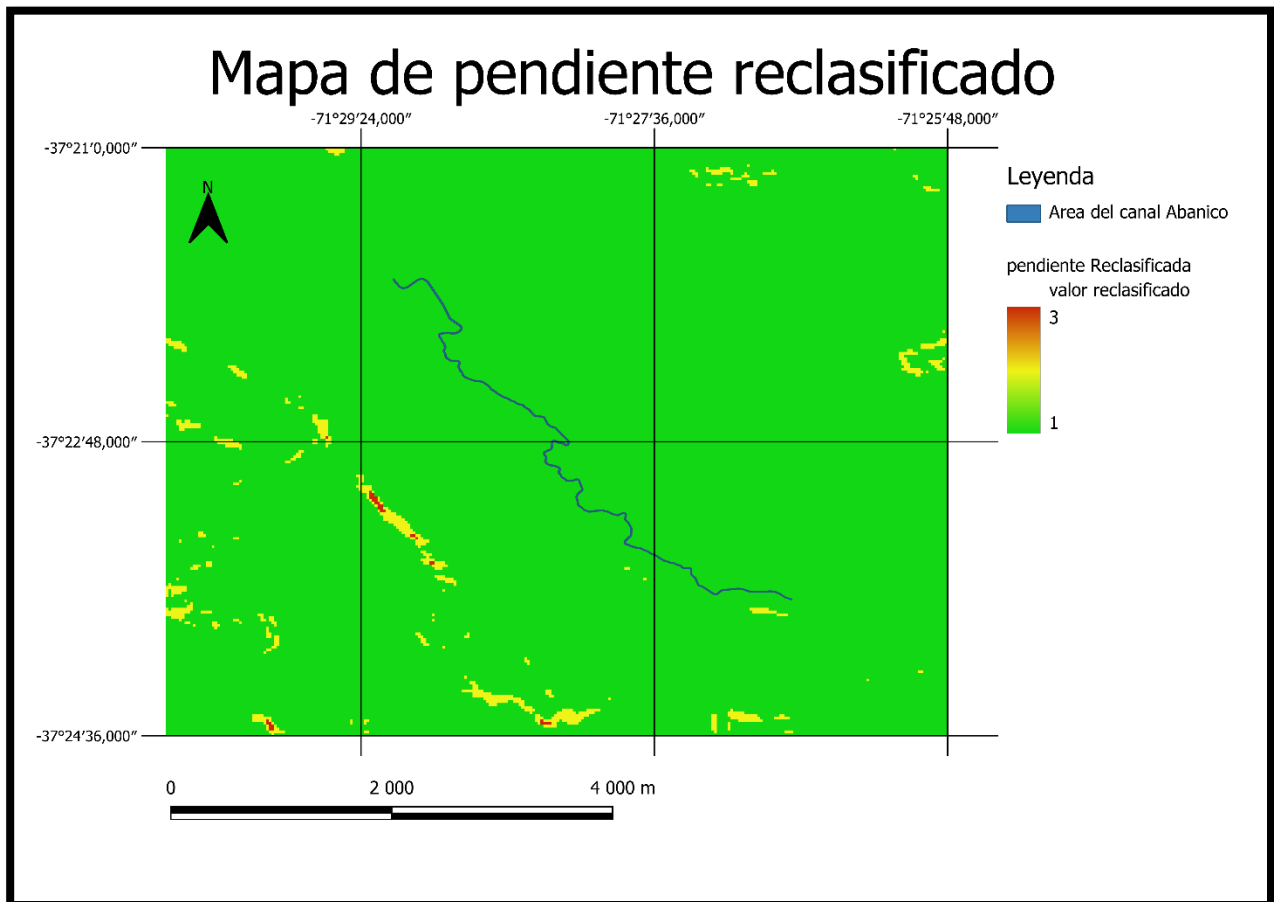 Mapa de pendiente reclasificado
-71°29′24,000″ -71°27′36,000″ -71°25′48,000″
-37°21′0,000″
N
Leyenda
Area del canal Abanico
pendiente Reclasificada
valor reclasificado
3
1
-37°22′48,000″
-37°24′36,000″
0 2 000 4 000 m